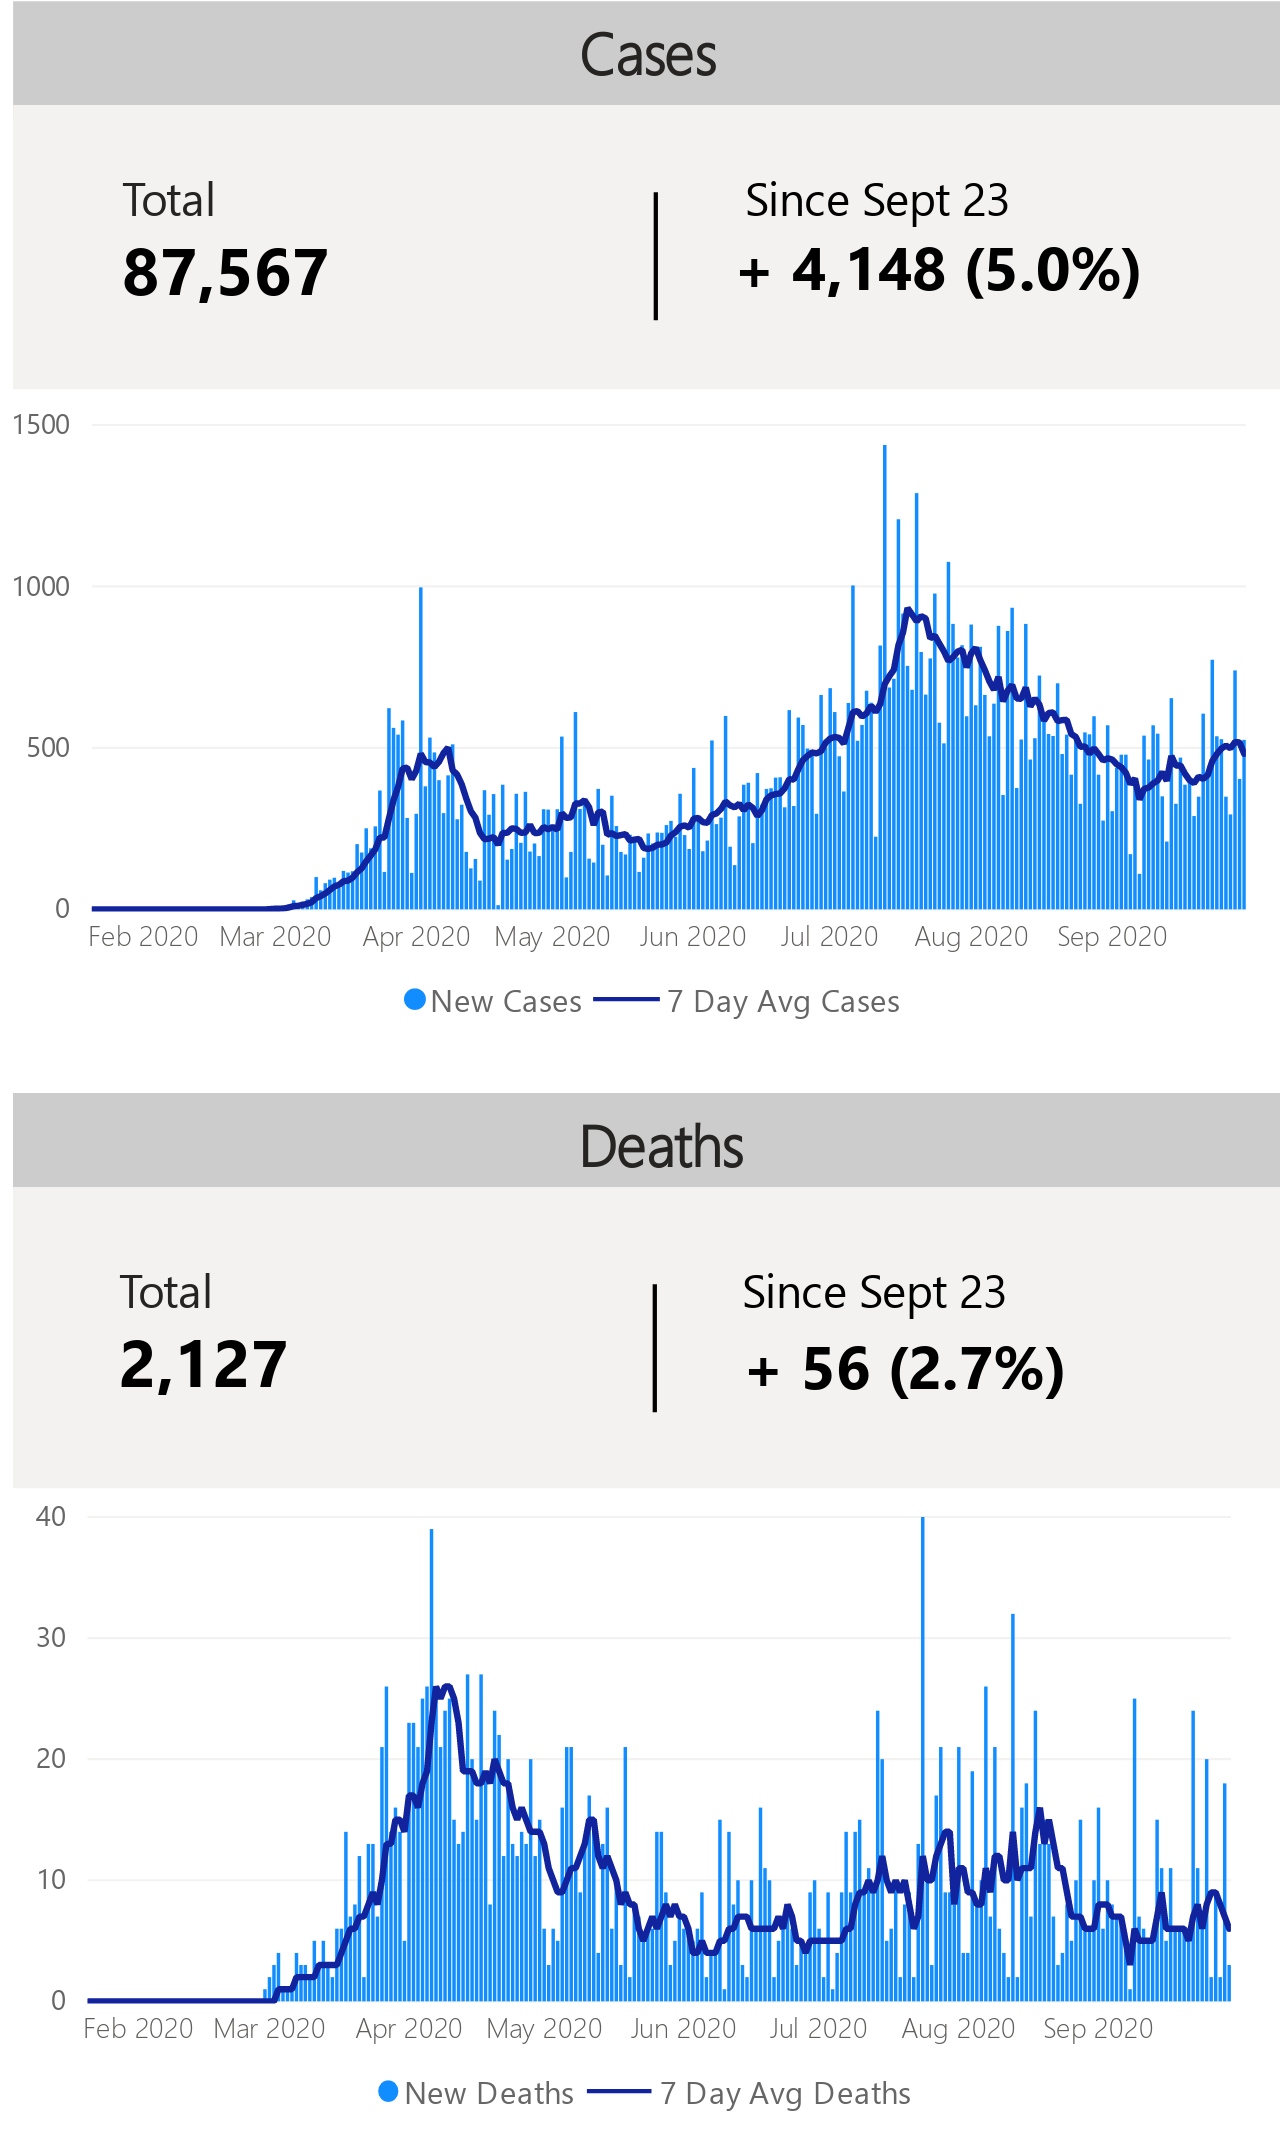 Cases
Total
Since Sept 23
87,567
+ 4,148 (5.0%)
1500
1000
500
0
Feb 2020 Mar 2020 Apr 2020 May 2020 Jun 2020 Jul 2020 Aug 2020 Sep 2020
New Cases 7 Day Avg Cases
Deaths
Total
Since Sept 23
2,127
+ 56 (2.7%)
40
30
20
10
0
Feb 2020 Mar 2020 Apr 2020 May 2020 Jun 2020 Jul 2020 Aug 2020 Sep 2020
New Deaths 7 Day Avg Deaths